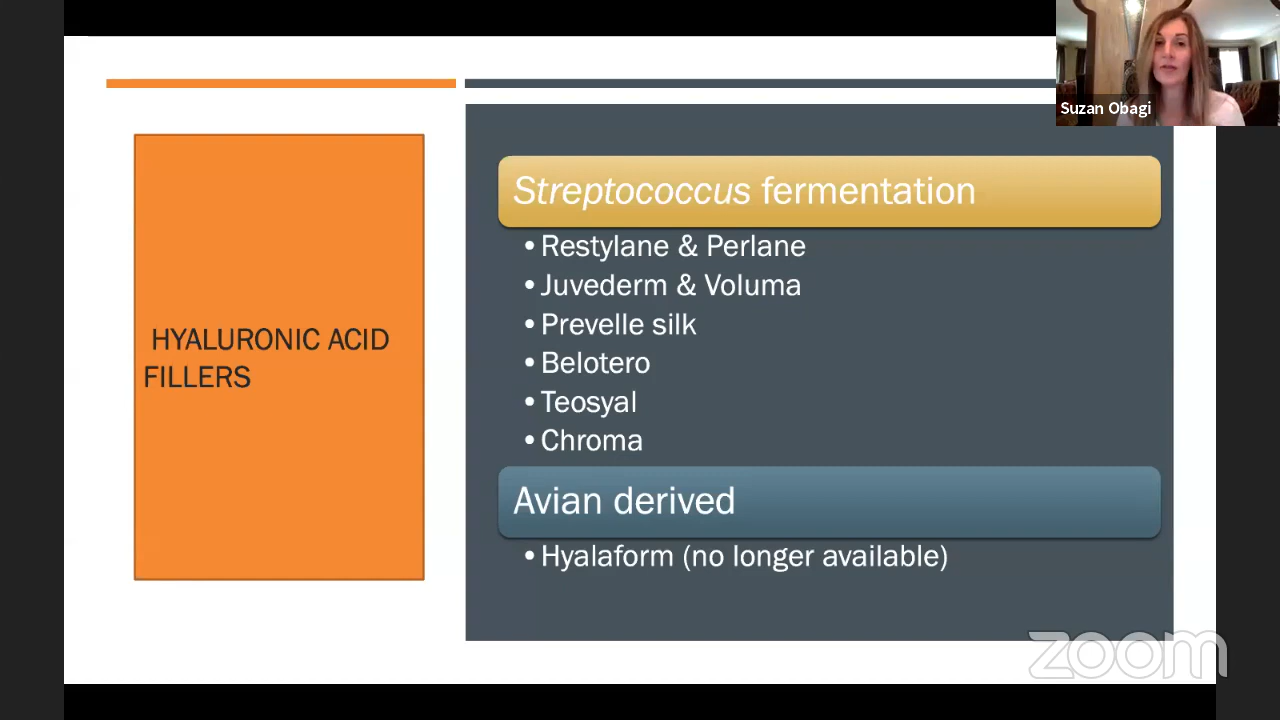 Suzan Obagi
HYALURONIC ACID
FILLERS
Streptococcus fermentation
•Restylane & Perlane
•Juvederm & Voluma
•Prevelle silk
•Belotero
•Teosyal
•Chroma
Avian derived
•Hyalaform (no longer available)
zoom